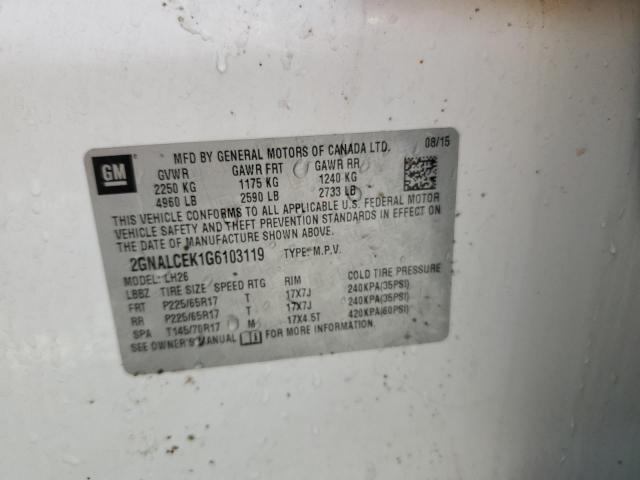 GM
MFD BY GENERAL MOTORS OF CANADA LTD. 08/15
GVWR GAWR FRT GAWR RR
2250 KG 1175 KG 1240 KG
4960 LB 2590 LB 2733 LB
THIS VEHICLE CONFORMS TO ALL APPLICABLE U.S. FEDERAL MOTOR
VEHICLE SAFETY AND THEFT PREVENTION STANDARDS IN EFFECT ON
THE DATE OF MANUFACTURE SHOWN ABOVE.
2GNALCEK1G6103119 TYPE: M.P.V.
MODEL: LH26
LBBZ TIRE SIZE SPEED RTG RIM COLD TIRE PRESSURE
FRT P225/65R17 T 17X7J 240KPA(35PSI)
RR P225/65R17 T 17X7J 240KPA(35PSI)
SPA T145/70R17 M 17X4.5T 420KPA(60PSI)
SEE OWNER'S MANUAL FOR MORE INFORMATION.